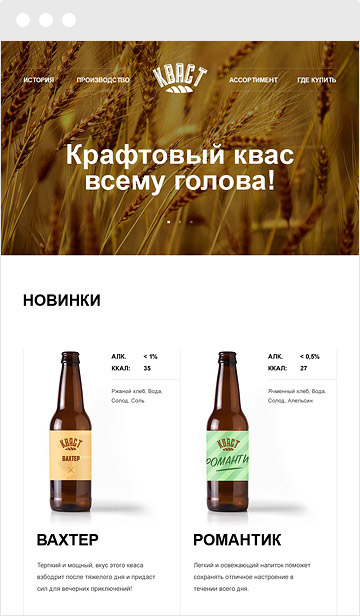 ИСТОРИЯ ПРОИЗВОДСТВО КВАСТ АССОРТИМЕНТ ГДЕ КУПИТЬ
Крафтовый квас
всему голова!
НОВИНКИ
АЛК. < 1%
ККАЛ: 35
Ржаной хлеб, Вода,
Солод, Соль
КВАСТ
ВАХТЕР
ВАХТЕР
Терпкий и мощный, вкус этого кваса
взбодрит после тяжелого дня и придаст
сил для вечерних приключений!
АЛК. < 0,5%
ККАЛ: 27
Ячменный хлеб, Вода,
Солод, Апельсин
КВАСТ
РОМАНТИ
РОМАНТИК
Легкий и освежающий напиток поможет
сохранять отличное настроение в
течении всего дня.